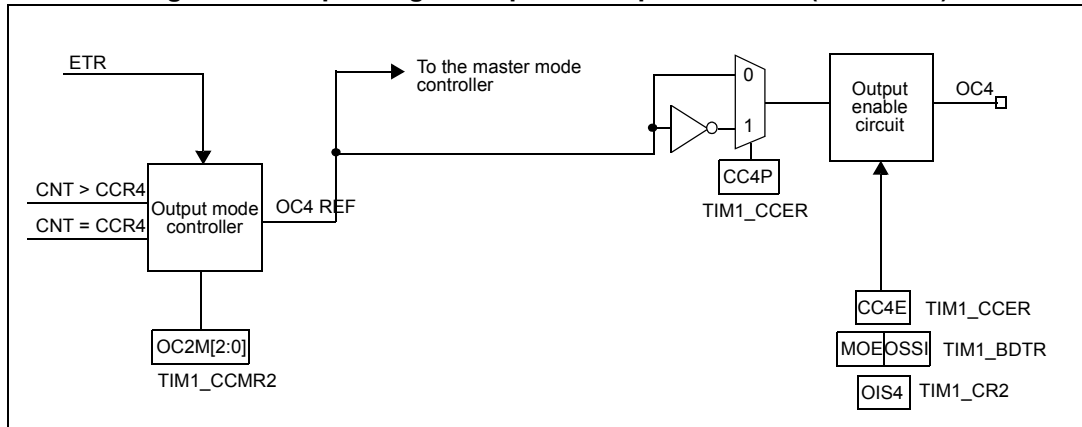 ETR
To the master mode
controller
0
1
CC4P
TIM1_CCER
Output
enable
circuit
OC4
CNT > CCR4
CNT = CCR4
Output mode
controller
OC4 REF
OC2M[2:0]
TIM1_CCMR2
CC4E TIM1_CCER
MOE OSSI TIM1_BDTR
OIS4 TIM1_CR2